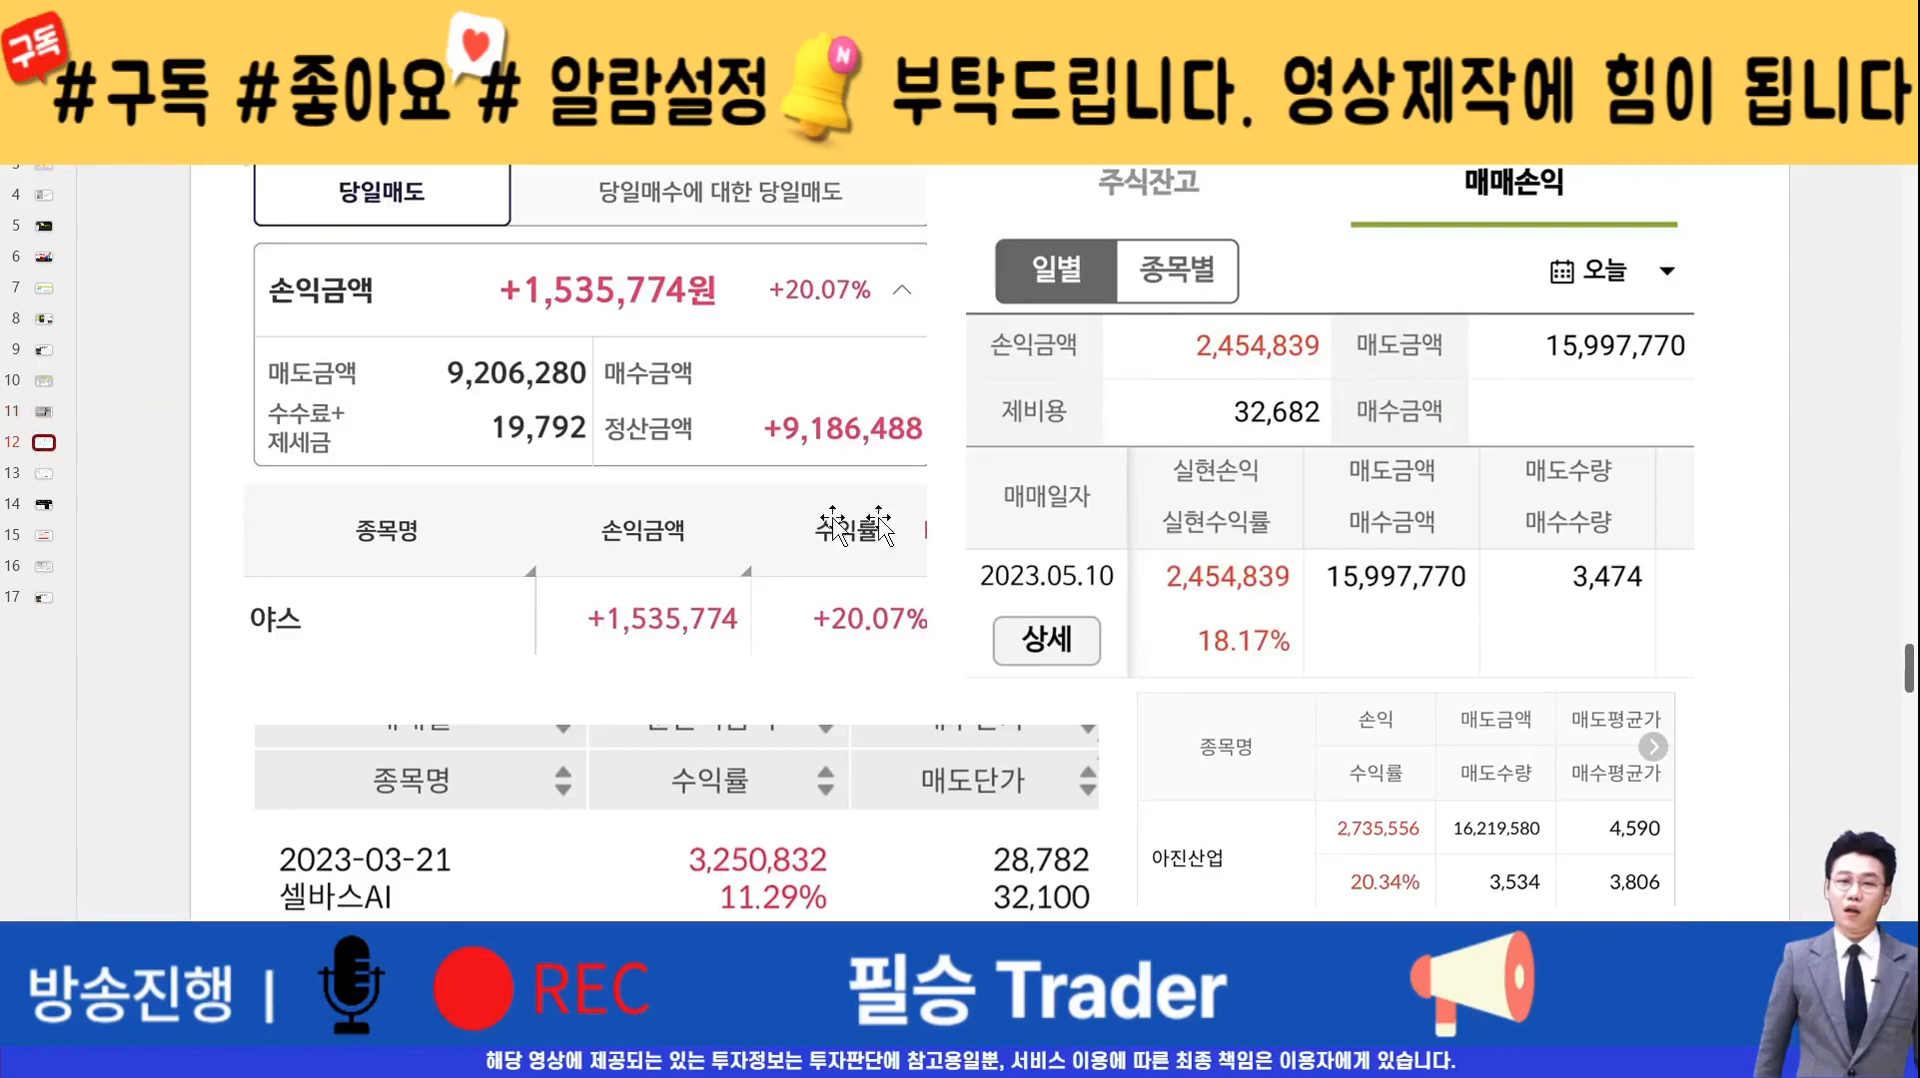 구독
#구독 #좋아요 # 알람설정 N 부탁드립니다. 영상제작에 힘이 됩니다
4
5
6
7
8
9
10
11
12
13
14
15
16
17
당일매도 당일매수에 대한 당일매도
손익금액 +1,535,774원 +20.07%
매도금액 9,206,280 매수금액
수수료+
제세금 19,792 정산금액 +9,186,488
종목명 손익금액 수익률
야스 +1,535,774 +20.07%
주식잔고 매매손익
일별 종목별 오늘
손익금액 2,454,839 매도금액 15,997,770
제비용 32,682 매수금액
매매일자 실현손익 매도금액 매도수량
실현수익률 매수금액 매수수량
2023.05.10 2,454,839 15,997,770 3,474
상세 18.17%
종목명 수익률 매도단가
2023-03-21 3,250,832 28,782
셀바스AI 11.29% 32,100
종목명 손익 매도금액 매도평균가
수익률 매도수량 매수평균가
아진산업 2,735,556 16,219,580 4,590
20.34% 3,534 3,806
방송진행 | REC 필승 Trader
해당 영상에 제공되는 있는 투자정보는 투자판단에 참고용일뿐, 서비스 이용에 따른 최종 책임은 이용자에게 있습니다.